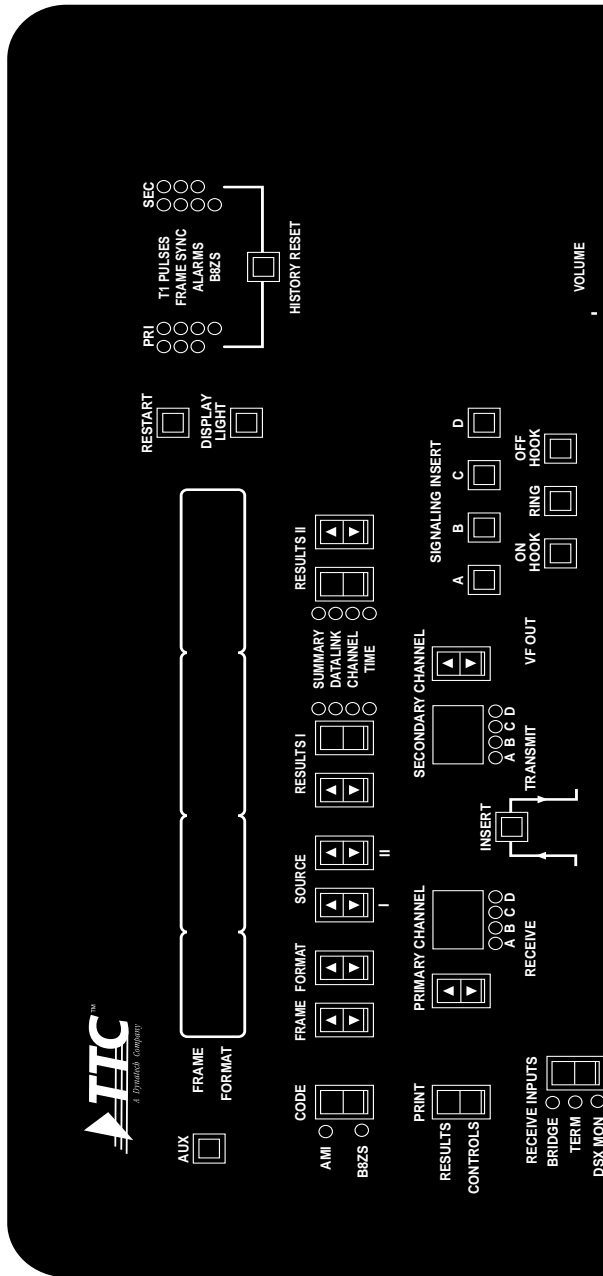 TTC™
A Dynatech Company
AUX
FRAME
FORMAT
RESTART
DISPLAY
LIGHT
PRI
SEC
T1 PULSES
FRAME SYNC
ALARMS
B8ZS
HISTORY RESET
CODE
AMI
B8ZS
FRAME
FORMAT
SOURCE
I
II
RESULTS I
SUMMARY
DATALINK
CHANNEL
TIME
RESULTS II
PRINT
RESULTS
CONTROLS
PRIMARY CHANNEL
A B C D
SECONDARY CHANNEL
A B C D
SIGNALING INSERT
A
B
C
D
RECEIVE INPUTS
BRIDGE
TERM
DSX MON
RECEIVE
INSERT
TRANSMIT
VF OUT
ON
HOOK
RING
OFF
HOOK
VOLUME